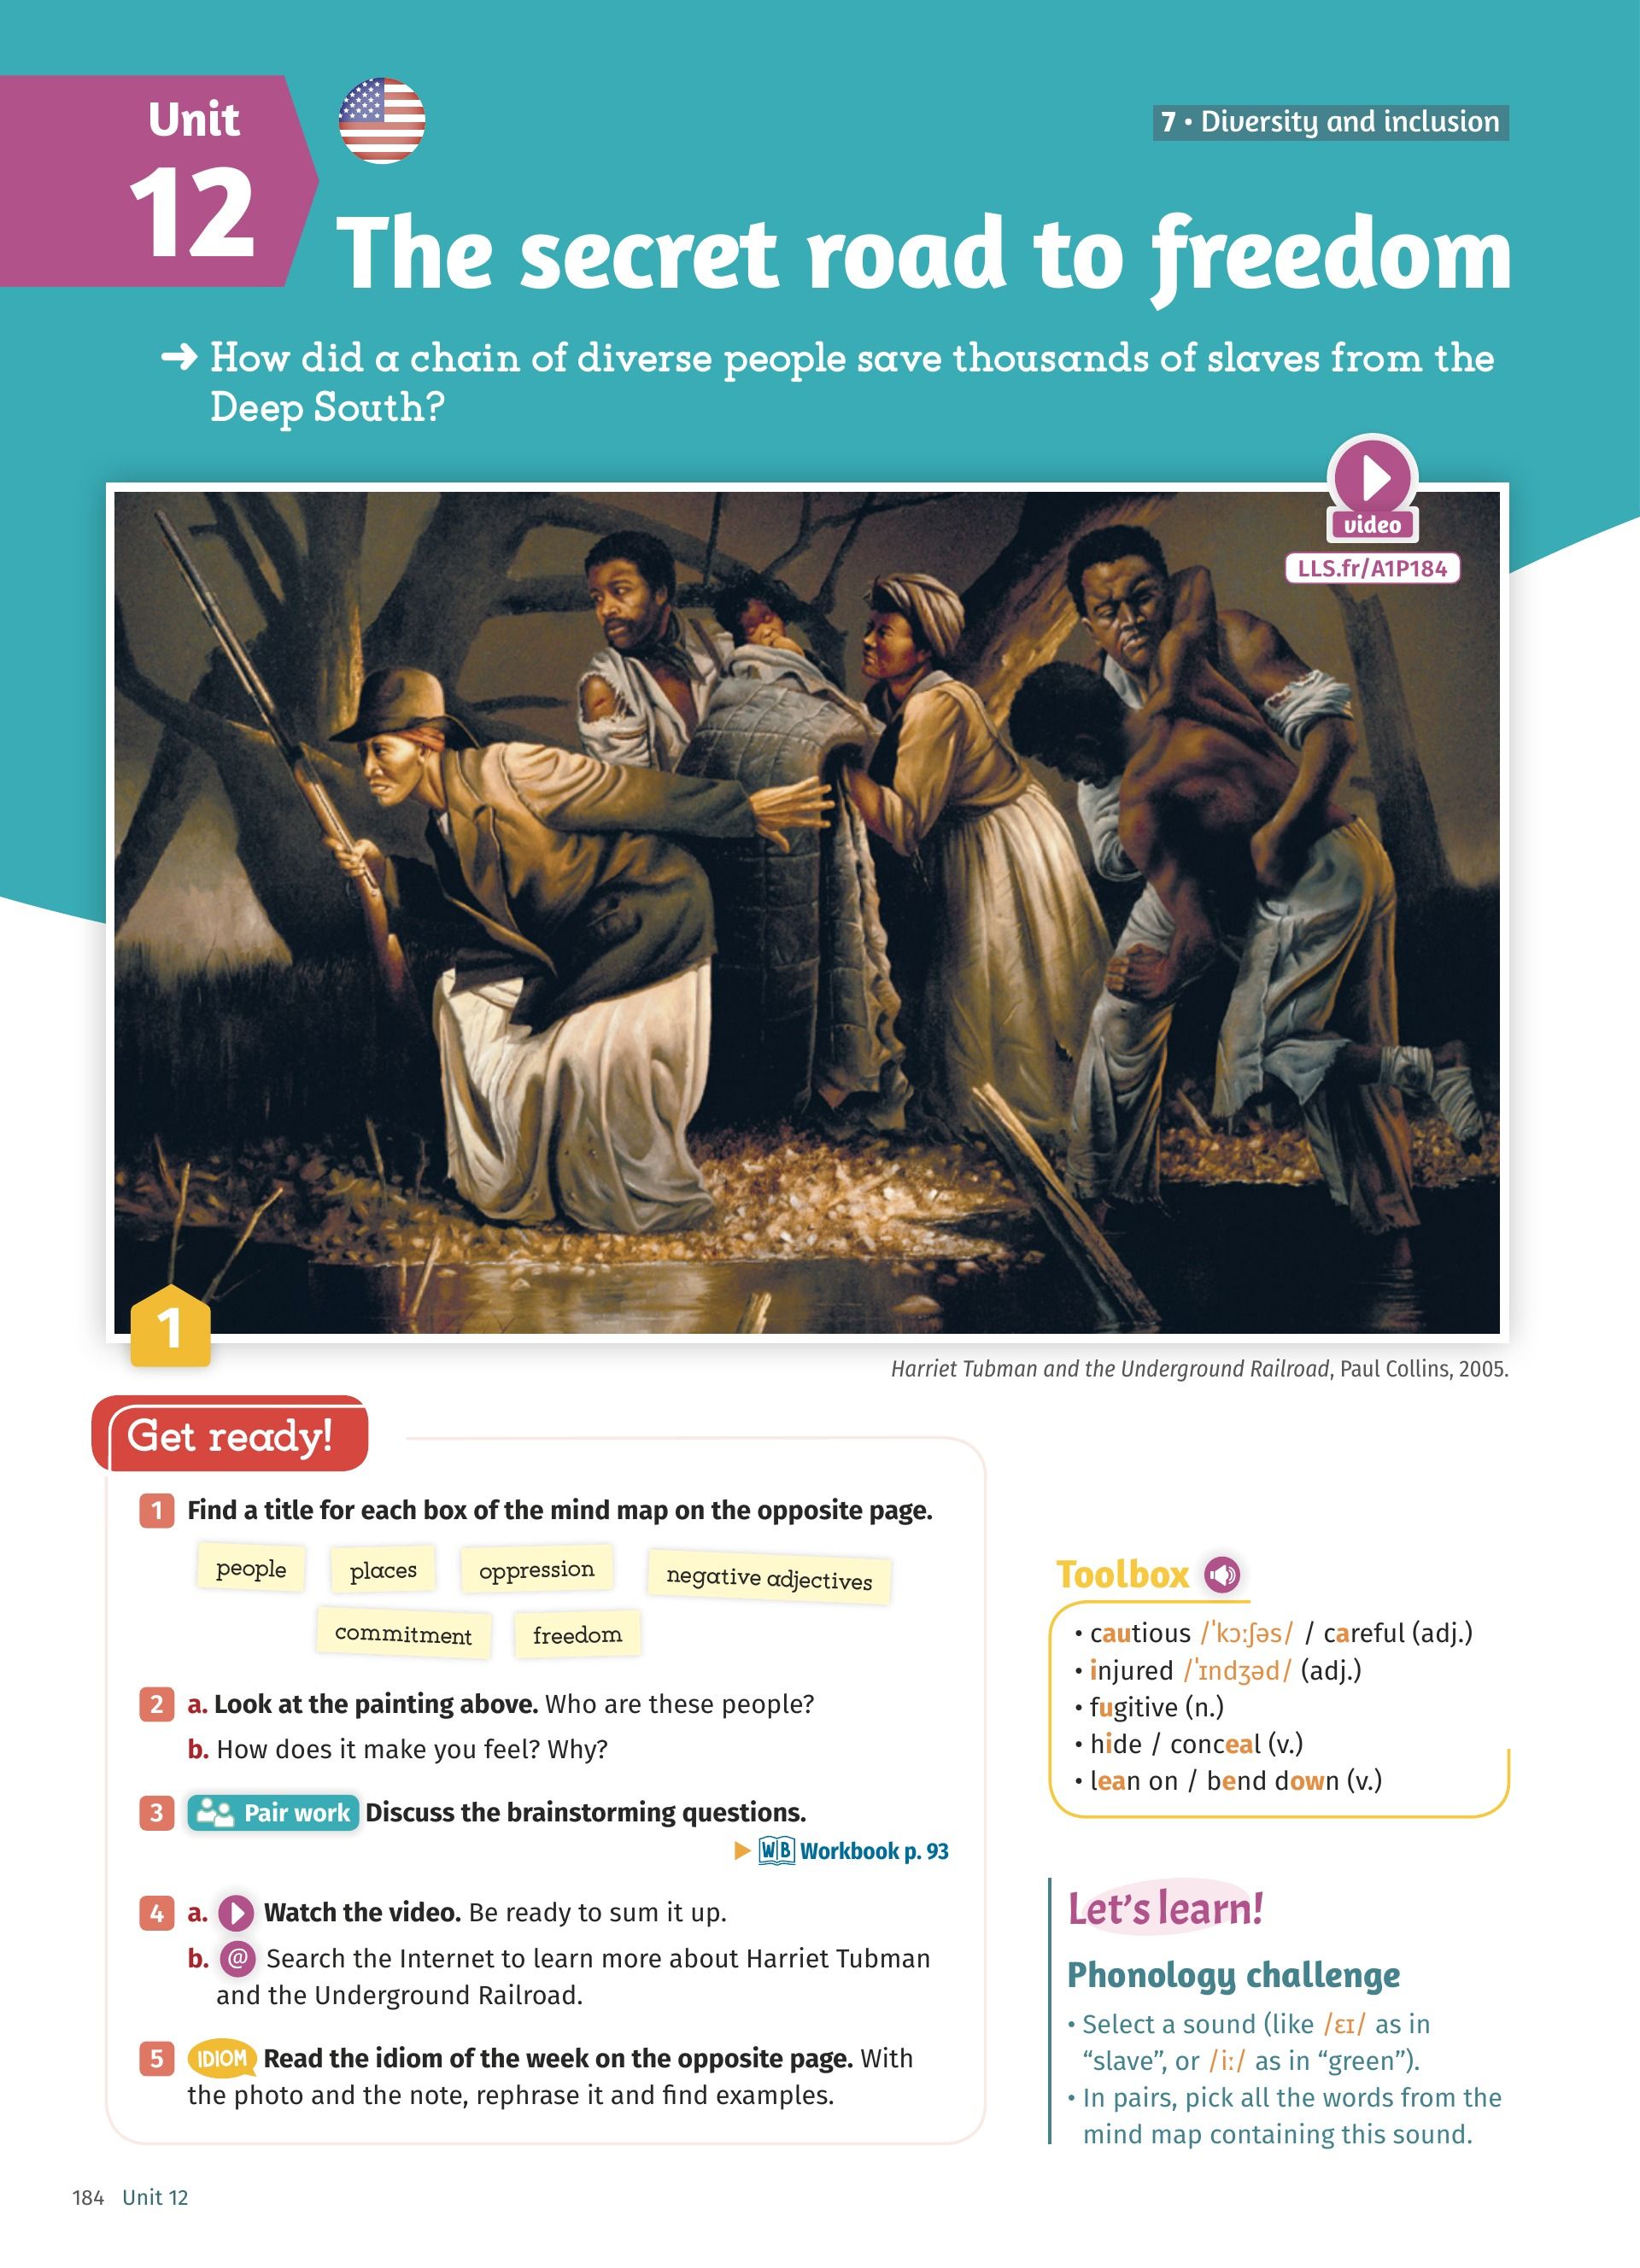 Unit
12
7 • Diversity and inclusion
The secret road to freedom
➜ How did a chain of diverse people save thousands of slaves from the
Deep South?
video
LLS.fr/A1P184
1
Harriet Tubman and the Underground Railroad, Paul Collins, 2005.
Get ready!
1 Find a title for each box of the mind map on the opposite page.
people places oppression negative adjectives
commitment freedom
2 a. Look at the painting above. Who are these people?
b. How does it make you feel? Why?
3 Pair work Discuss the brainstorming questions.
WB Workbook p. 93
4 a. Watch the video. Be ready to sum it up.
b. @ Search the Internet to learn more about Harriet Tubman
and the Underground Railroad.
5 IDIOM Read the idiom of the week on the opposite page. With
the photo and the note, rephrase it and find examples.
Toolbox
• cautious /ˈkɔːʃəs/ / careful (adj.)
• injured /ˈɪndʒəd/ (adj.)
• fugitive (n.)
• hide / conceal (v.)
• lean on / bend down (v.)
Let's learn!
Phonology challenge
• Select a sound (like /ɛɪ/ as in
“slave”, or /iː/ as in “green”).
• In pairs, pick all the words from the
mind map containing this sound.
184 Unit 12